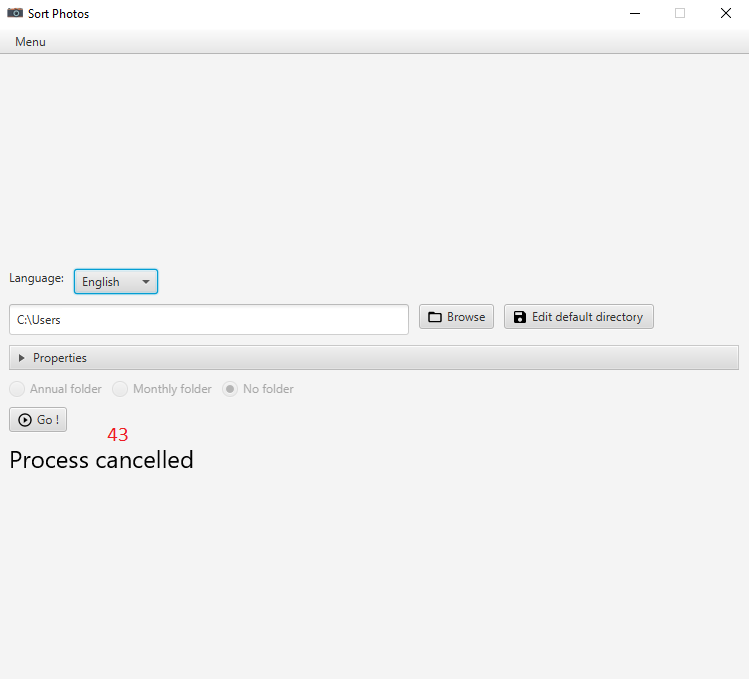 Sort Photos
Menu
Language: English
C:\Users Browse Edit default directory
Properties
Annual folder Monthly folder No folder
Go !
43
Process cancelled